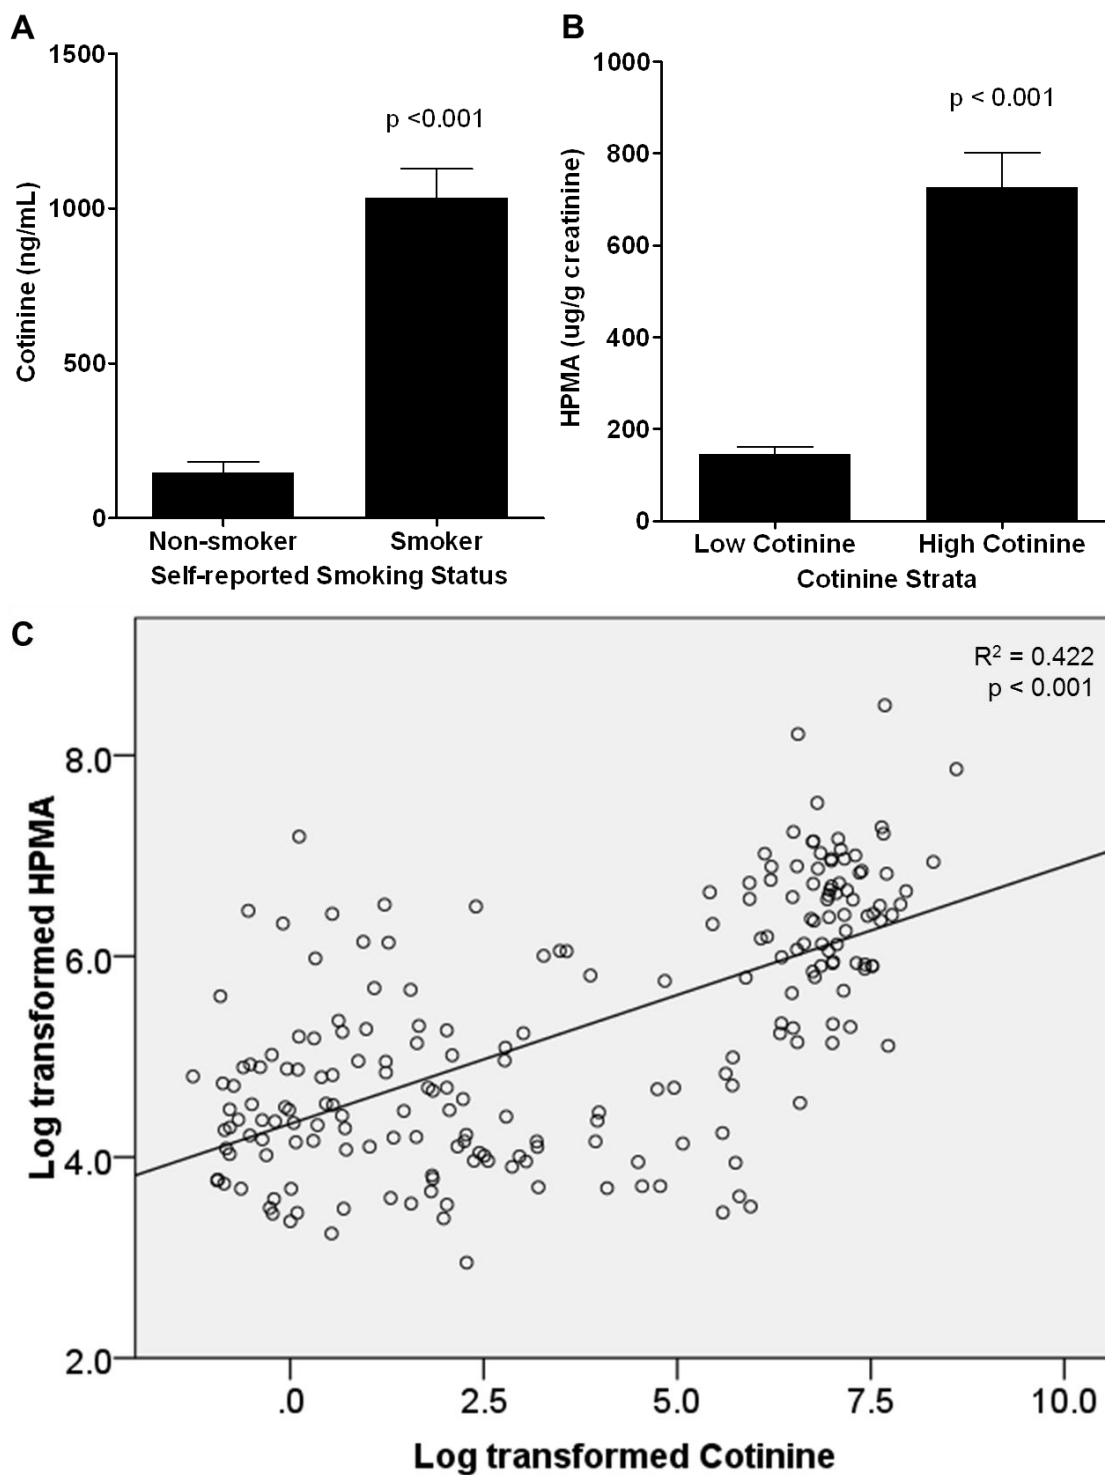 A
1500
1000
500
0
Cotinine (ng/mL)
p <0.001
Non-smoker
Smoker
Self-reported Smoking Status
B
1000
800
600
400
200
0
HPMA (ug/g creatinine)
p < 0.001
Low Cotinine
High Cotinine
Cotinine Strata
C
R² = 0.422
p < 0.001
8.0
6.0
4.0
2.0
Log transformed HPMA
.0
2.5
5.0
7.5
10.0
Log transformed Cotinine